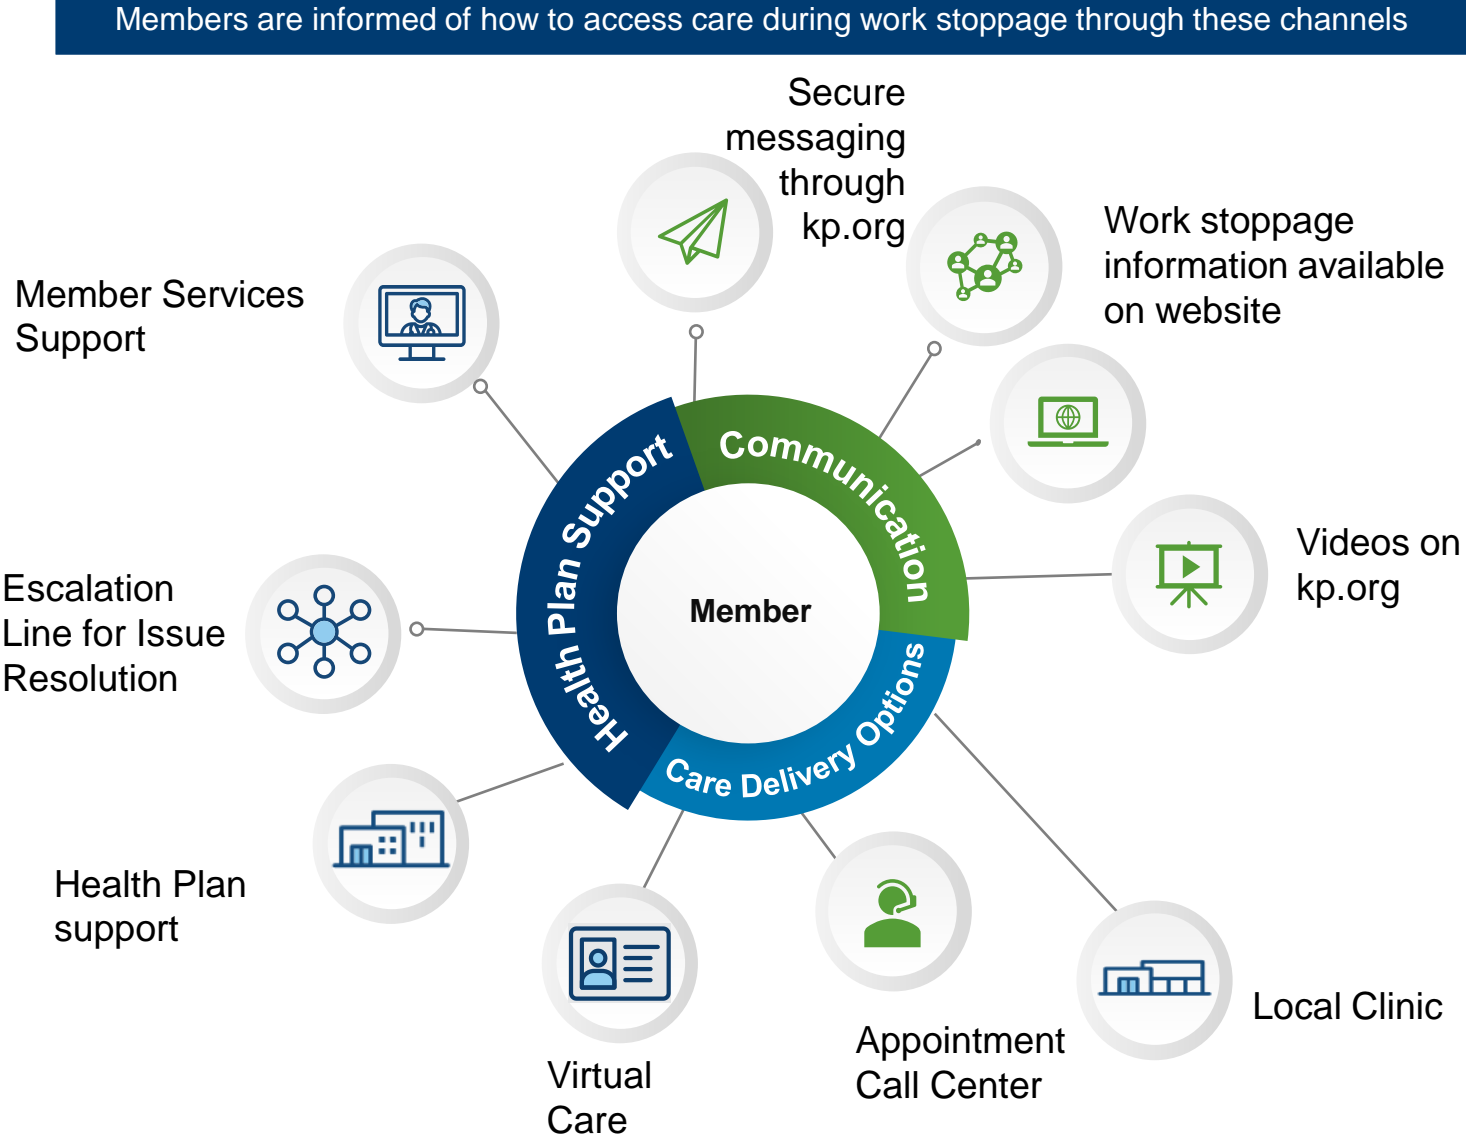 Members are informed of how to access care during work stoppage through these channels
Secure
messaging
through
kp.org
Work stoppage
information available
on website
Member Services
Support
Communication
Health Plan Support
Videos on
kp.org
Escalation
Line for Issue
Resolution
Member
Care Delivery Options
Health Plan
support
Local Clinic
Appointment
Call Center
Virtual
Care